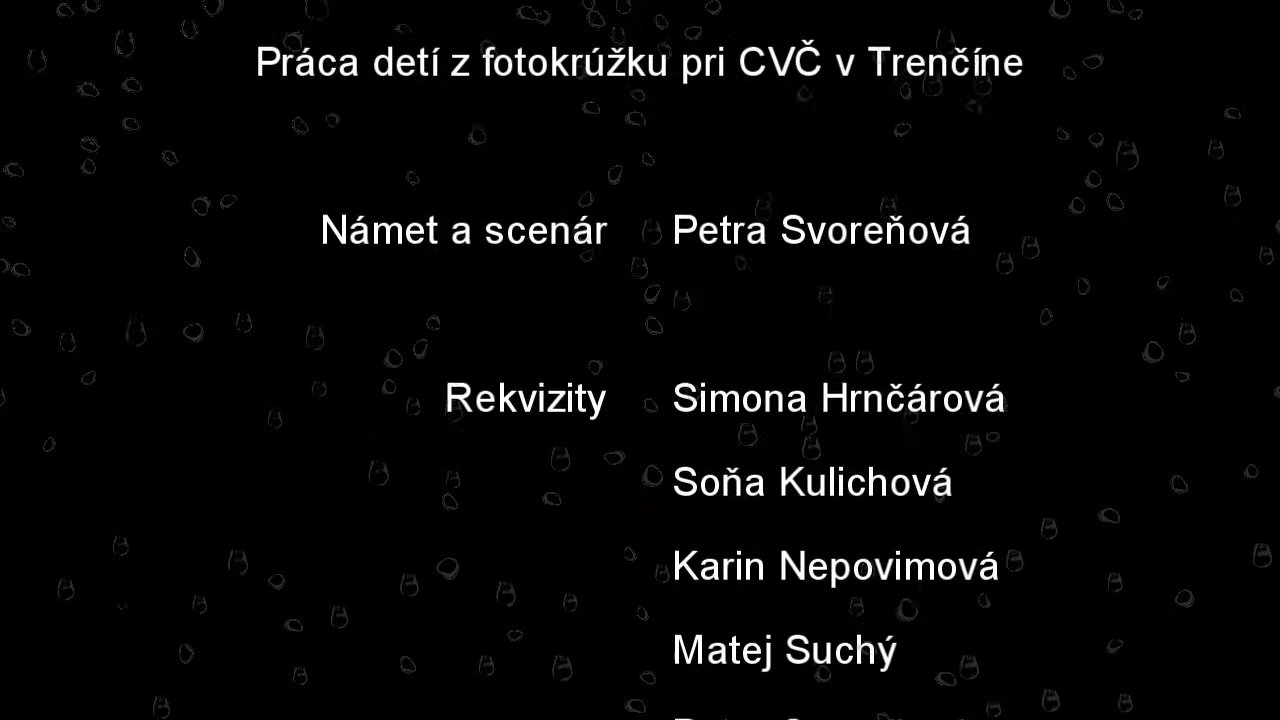 Práca detí z fotokrúžku pri CVČ v Trenčíne
Námet a scenár Petra Svoreňová
Rekvizity Simona Hrnčárová
Soňa Kulichová
Karin Nepovimová
Matej Suchý